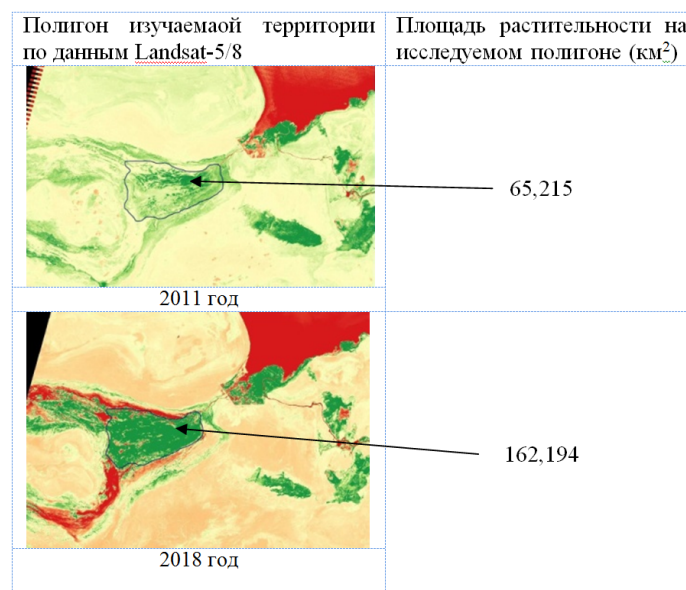 Полигон изучаемаой территории
по данным Landsat-5/8
Площадь растительности на
исследуемом полигоне (км²)
65,215
2011 год
162,194
2018 год